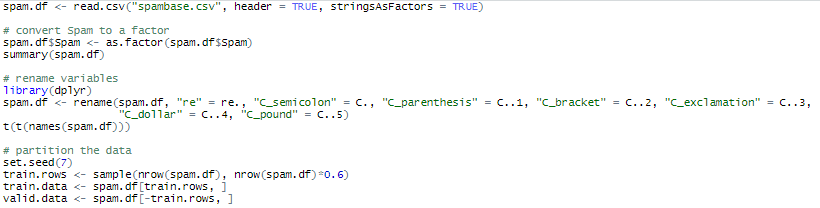 spam.df <- read.csv("spambase.csv", header = TRUE, stringsAsFactors = TRUE)
# convert Spam to a factor
spam.df$Spam <- as.factor(spam.df$Spam)
summary(spam.df)
# rename variables
library(dplyr)
spam.df <- rename(spam.df, "re" = re., "C_semicolon" = C., "C_parenthesis" = C..1, "C_bracket" = C..2, "C_exclamation" = C..3,
"C_dollar" = C..4, "C_pound" = C..5)
t(t(names(spam.df)))
# partition the data
set.seed(7)
train.rows <- sample(nrow(spam.df), nrow(spam.df)*0.6)
train.data <- spam.df[train.rows, ]
valid.data <- spam.df[-train.rows, ]